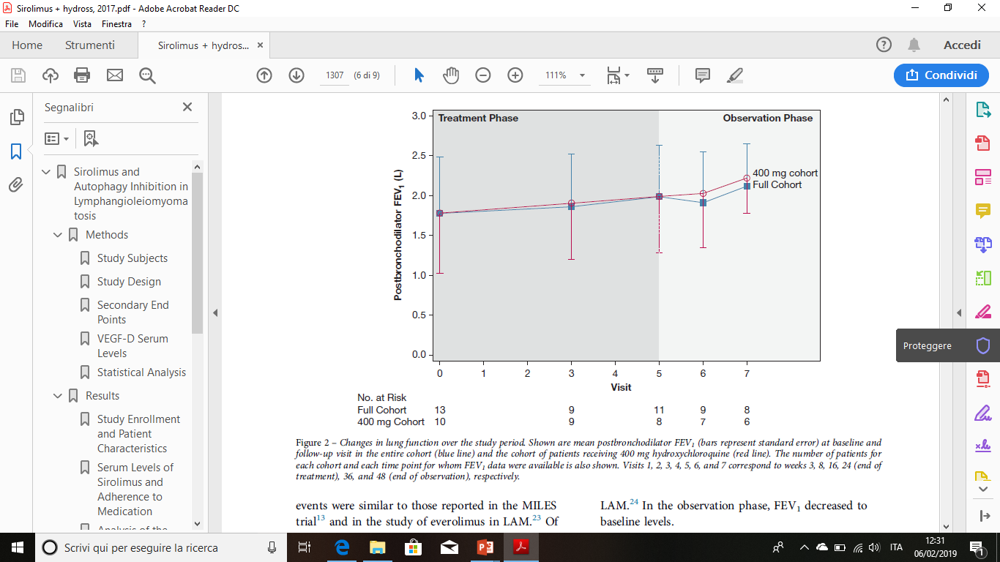 Sirolimus + hydross, 2017.pdf - Adobe Acrobat Reader DC
File Modifica Vista Finestra ?
Home Strumenti Sirolimus + hydros... × Accedi
1307 (6 di 9) 111% Condividi
Segnalibri
Sirolimus and
Autophagy Inhibition in
Lymphangioleiomyoma
tosis
Methods
Study Subjects
Study Design
Secondary End
Points
VEGF-D Serum
Levels
Statistical Analysis
Results
Study Enrollment
and Patient
Characteristics
Serum Levels of
Sirolimus and
Adherence to
Medication
Analysis of the
Treatment Phase Observation Phase
Postbronchodilator FEV₁ (L)
3.0
2.5
2.0
1.5
1.0
0.5
0.0
400 mg cohort
Full Cohort
0 1 2 3 4 5 6 7
Visit
No. at Risk
Full Cohort 13 9 11 9 8
400 mg Cohort 10 9 8 7 6
Figure 2 – Changes in lung function over the study period. Shown are mean postbronchodilator FEV₁ (bars represent standard error) at baseline and
follow-up visit in the entire cohort (blue line) and the cohort of patients receiving 400 mg hydroxychloroquine (red line). The number of patients for
each cohort and each time point for whom FEV₁ data were available is also shown. Visits 1, 2, 3, 4, 5, 6, and 7 correspond to weeks 3, 8, 16, 24 (end of
treatment), 36, and 48 (end of observation), respectively.
events were similar to those reported in the MILES
trial¹³ and in the study of everolimus in LAM.²³ Of
LAM.²⁴ In the observation phase, FEV₁ decreased to
baseline levels.
Proteggere
Scrivi qui per eseguire la ricerca
ITA
12:31
06/02/2019
1